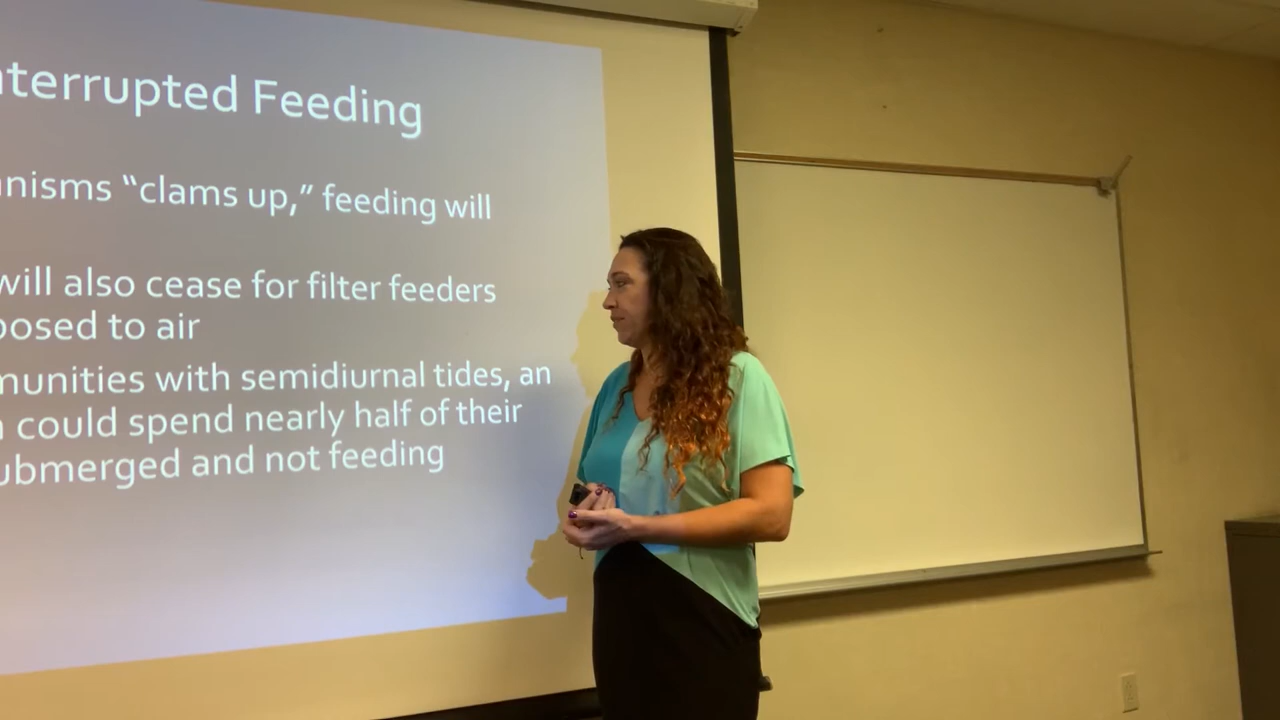 nterrupted Feeding
nisms “clams up,” feeding will
will also cease for filter feeders
posed to air
munities with semidiurnal tides, an
could spend nearly half of their
ubmerged and not feeding